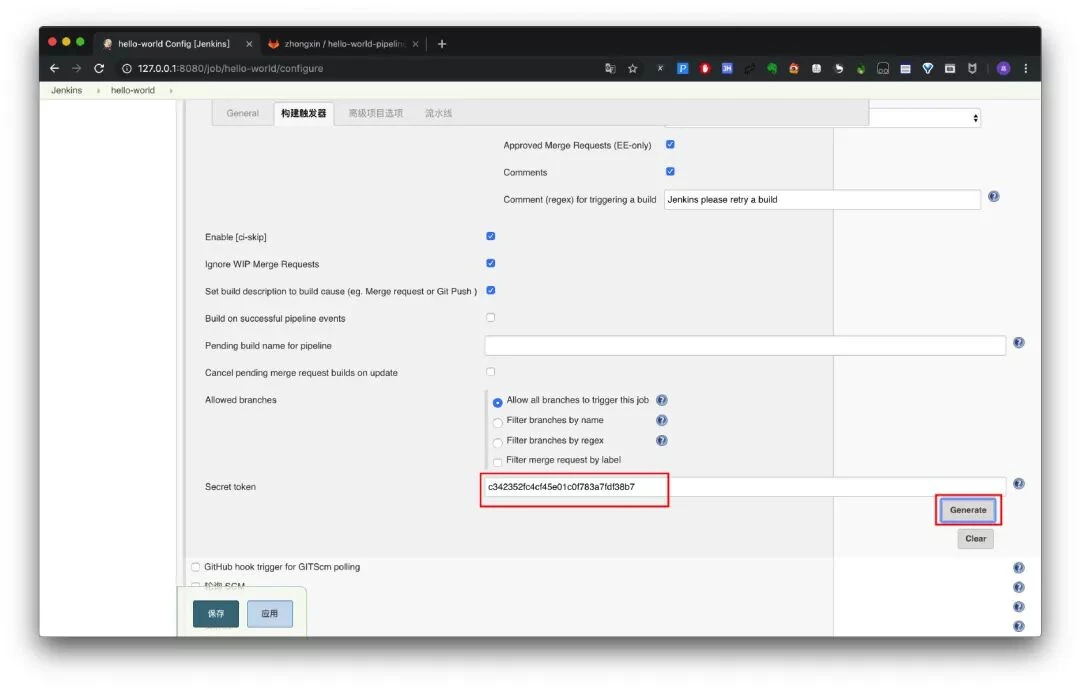 hello-world Config [Jenkins]
zhongxin / hello-world-pipeline
127.0.0.1:8080/job/hello-world/configure
Jenkins
hello-world
General
构建触发器
高级项目选项
流水线
Approved Merge Requests (EE-only)
Comments
Comment (regex) for triggering a build
Jenkins please retry a build
Enable [ci-skip]
Ignore WIP Merge Requests
Set build description to build cause (eg. Merge request or Git Push )
Build on successful pipeline events
Pending build name for pipeline
Cancel pending merge request builds on update
Allowed branches
Allow all branches to trigger this job
Filter branches by name
Filter branches by regex
Filter merge request by label
Secret token
c342352fc4cf45e01c0f783a7fdf38b7
Generate
Clear
GitHub hook trigger for GITScm polling
轮询 SCM
保存
应用